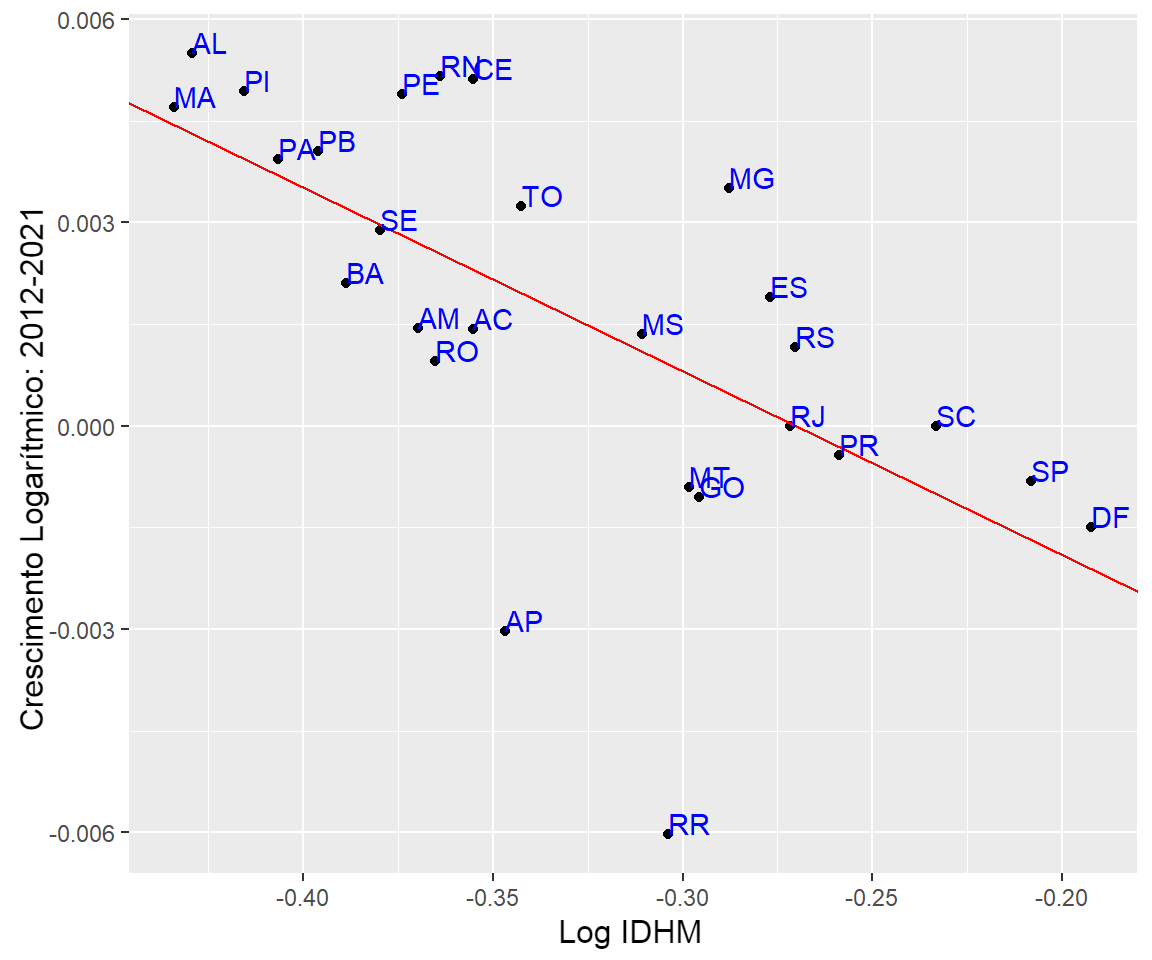 0.006
0.003
0.000
-0.003
-0.006
Crescimento Logarítmico: 2012-2021
AL
PI
MA
RN
CE
PE
PA
PB
TO
MG
SE
BA
ES
AM
AC
MS
RO
RS
RJ
SC
PR
MT
GO
SP
DF
AP
RR
-0.40 -0.35 -0.30 -0.25 -0.20
Log IDHM